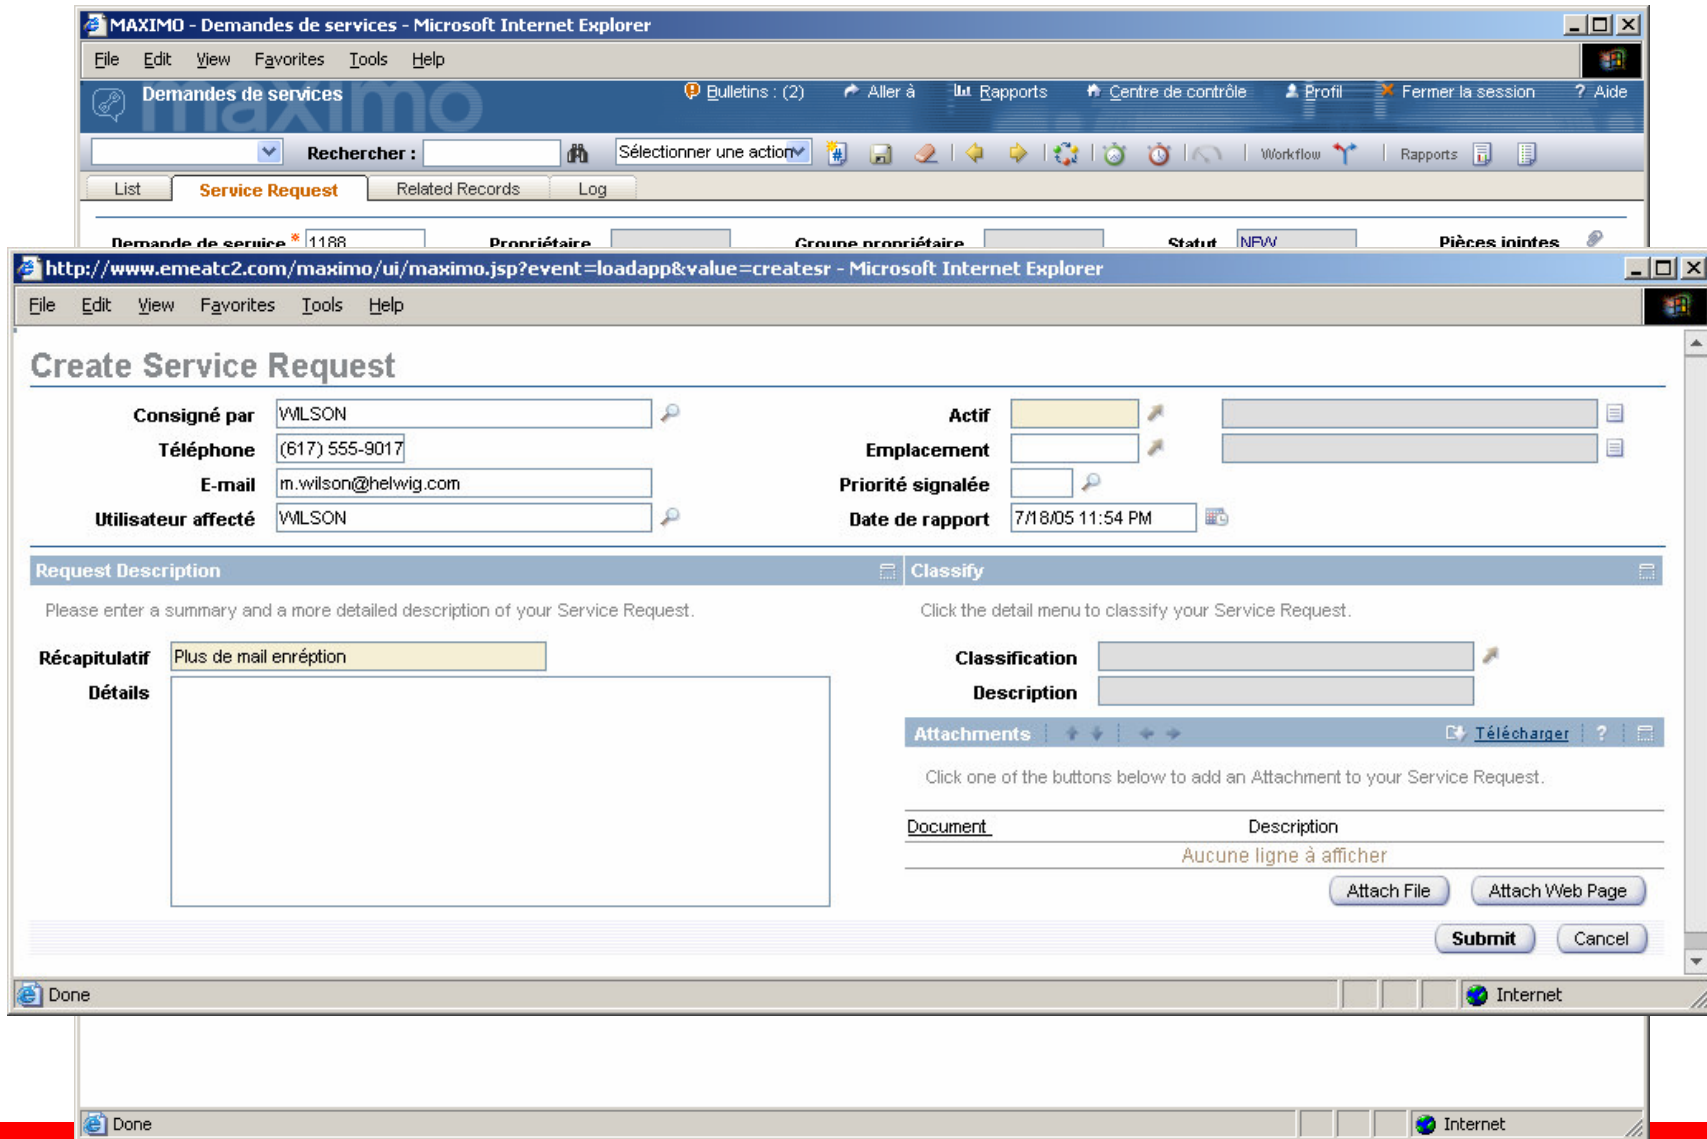 MAXIMO - Demandes de services - Microsoft Internet Explorer
File Edit View Favorites Tools Help
maximo
Demandes de services Bulletins : (2) Aller à Rapports Centre de contrôle Profil Fermer la session ? Aide
Rechercher : Sélectionner une action Workflow Rapports
List Service Request Related Records Log
Demande de service * 1188 Propriétaire Groupe propriétaire Statut NEW Pièces jointes
http://www.emeatc2.com/maximo/ui/maximo.jsp?event=loadapp&value=createsr - Microsoft Internet Explorer
File Edit View Favorites Tools Help
Create Service Request
Consigné par WILSON Actif
Téléphone (617) 555-9017 Emplacement
E-mail m.wilson@helwig.com Priorité signalée
Utilisateur affecté WILSON Date de rapport 7/18/05 11:54 PM
Request Description Classify
Please enter a summary and a more detailed description of your Service Request. Click the detail menu to classify your Service Request.
Récapitulatif Plus de mail enréption Classification
Détails Description
Attachments Télécharger ?
Click one of the buttons below to add an Attachment to your Service Request.
Document Description
Aucune ligne à afficher
Attach File Attach Web Page
Submit Cancel
Done Internet
Done Internet